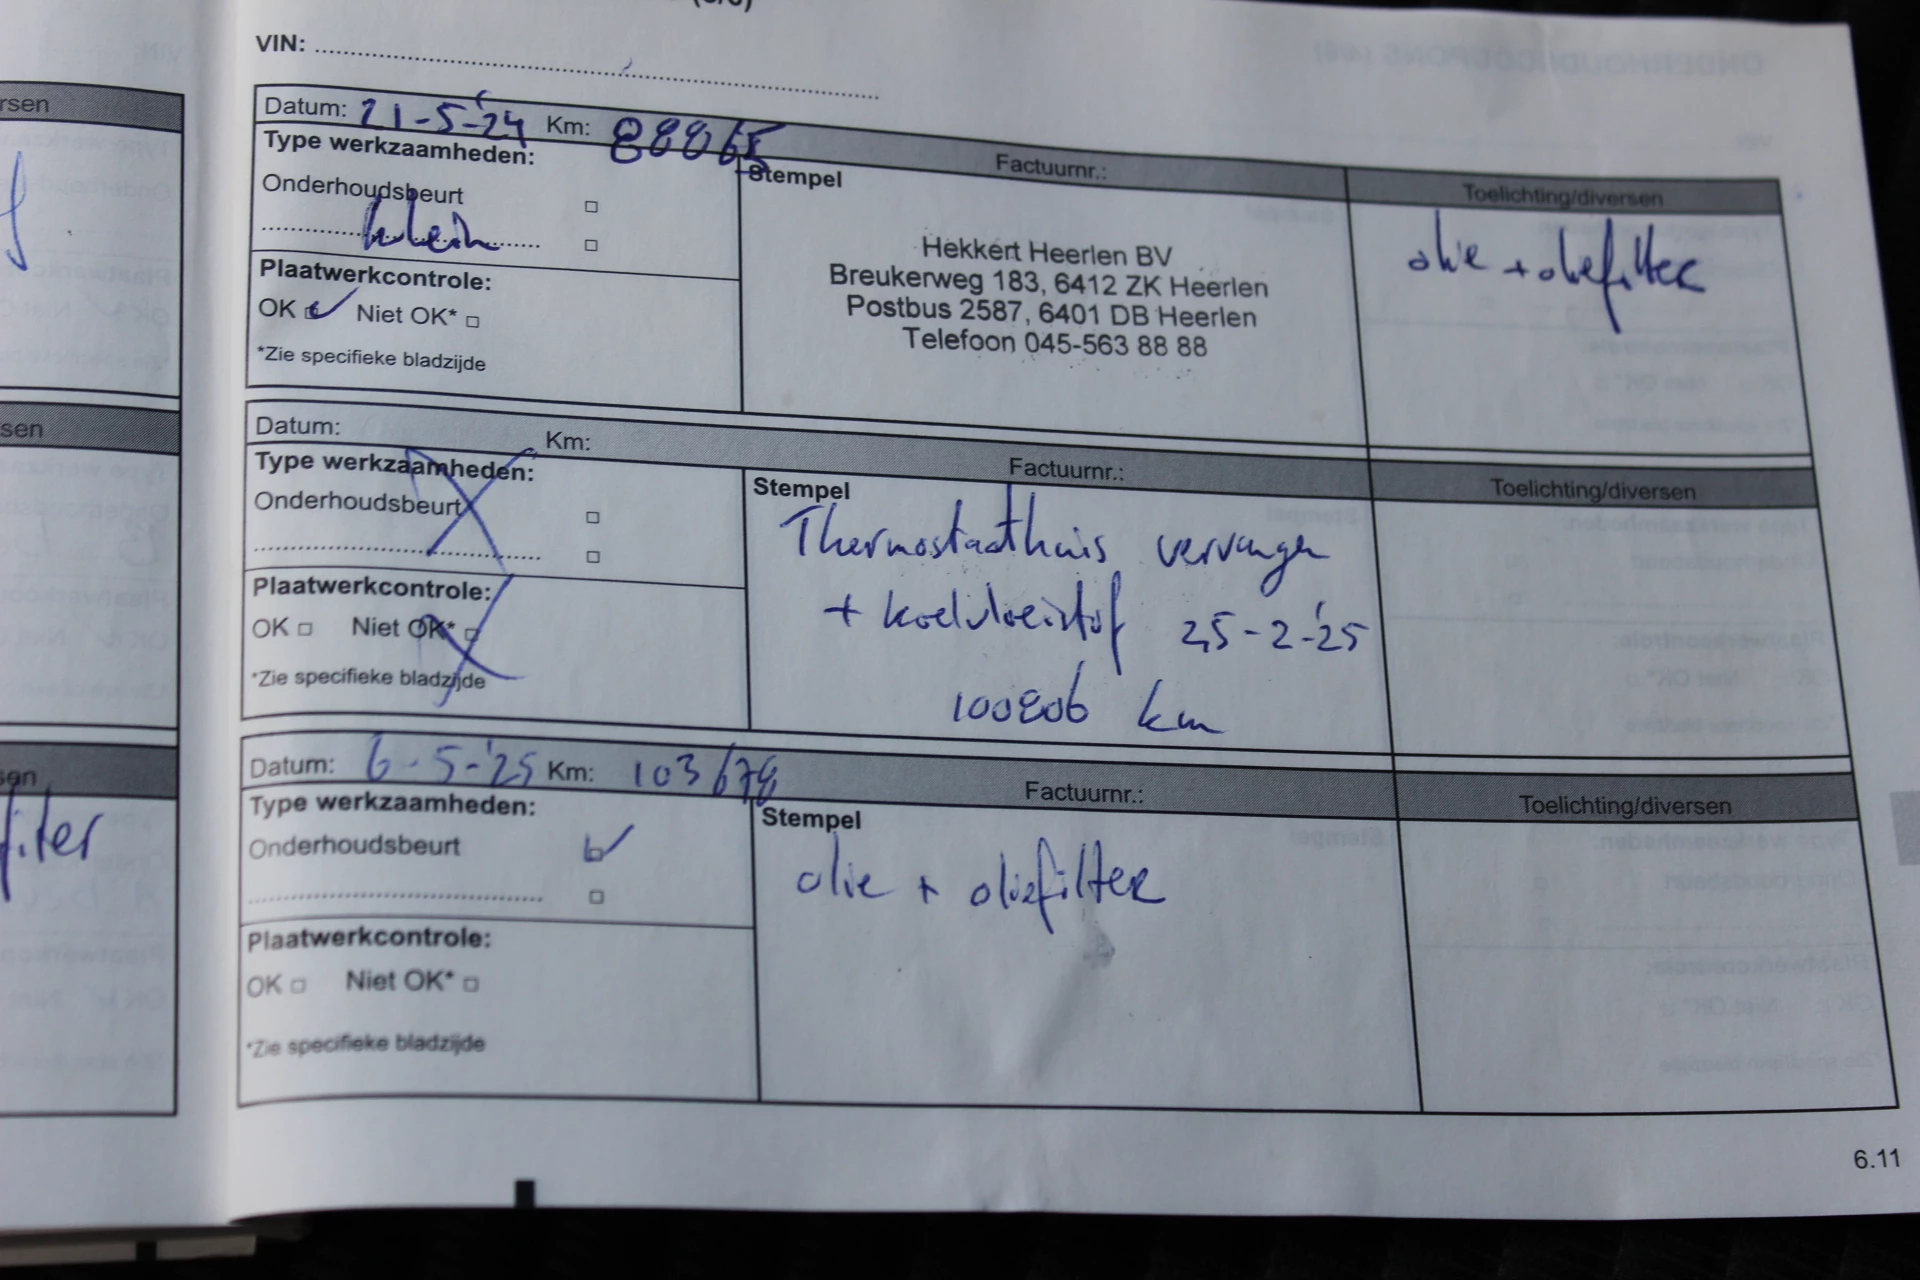 VIN:
Datum: 21-5-'24 Km: 88865
Factuurnr.:
Toelichting/diversen
Type werkzaamheden:
Onderhoudsbeurt
klein
Plaatwerkcontrole:
OK Niet OK*
*Zie specifieke bladzijde
Stempel
Hekkert Heerlen BV
Breukerweg 183, 6412 ZK Heerlen
Postbus 2587, 6401 DB Heerlen
Telefoon 045-563 88 88
olie + oliefilter
Datum: Km:
Factuurnr.:
Toelichting/diversen
Type werkzaamheden:
Onderhoudsbeurt
Plaatwerkcontrole:
OK Niet OK*
*Zie specifieke bladzijde
Stempel
Thermostaathuis vervangen
+ koelvloeistof 25-2-'25
100806 km
Datum: 6-5-'25 Km: 103678
Factuurnr.:
Toelichting/diversen
Type werkzaamheden:
Onderhoudsbeurt
Plaatwerkcontrole:
OK Niet OK*
*Zie specifieke bladzijde
Stempel
olie + oliefilter
6.11